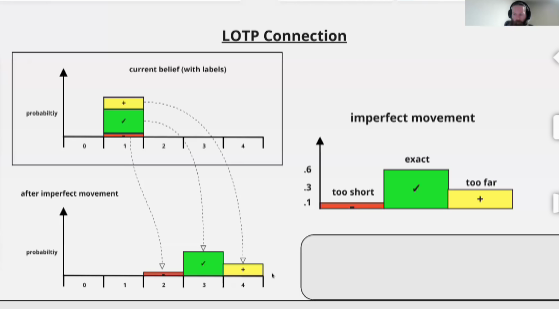 LOTP Connection
current belief (with labels)
probability
+
✓
-
0 1 2 3 4
imperfect movement
exact
too short
too far
.6
.3
.1
-
✓
+
after imperfect movement
probability
-
✓
+
0 1 2 3 4